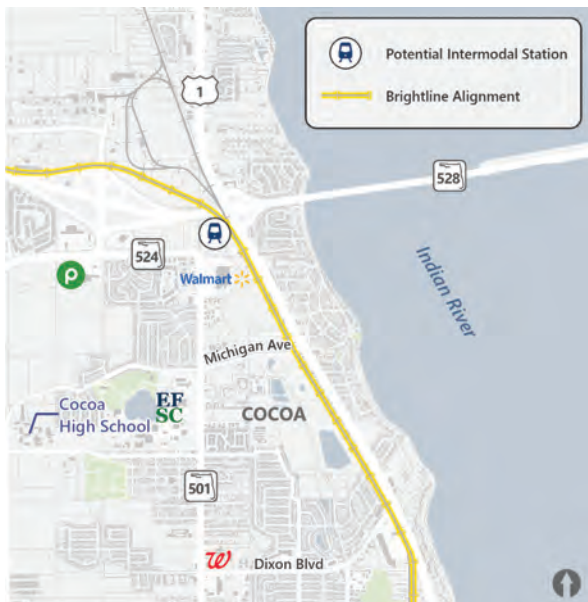 Potential Intermodal Station
Brightline Alignment
1
528
524
Indian River
P
Walmart
Michigan Ave
EF
SC
Cocoa
High School
COCOA
501
W
Dixon Blvd